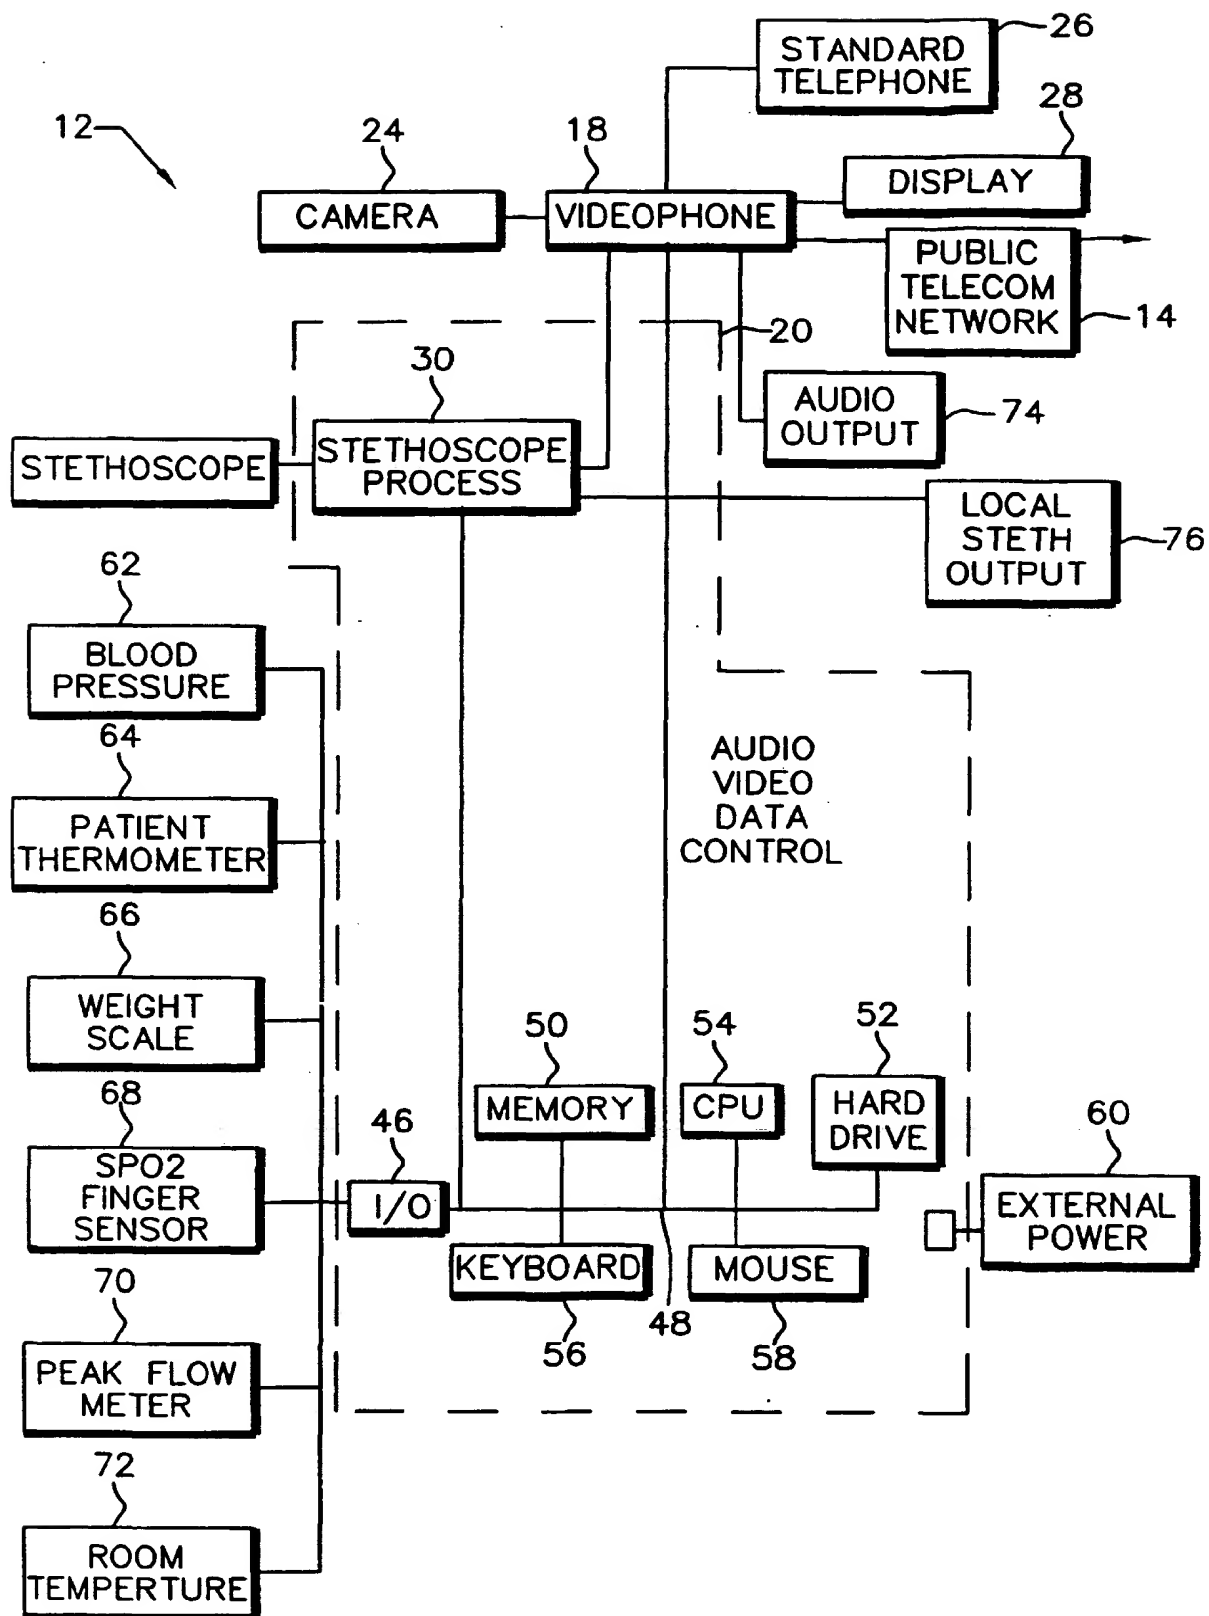 26
STANDARD
TELEPHONE
28
12
24
18
DISPLAY
CAMERA
VIDEOPHONE
PUBLIC
TELECOM
NETWORK
14
20
30
AUDIO
OUTPUT
74
STETHOSCOPE
STETHOSCOPE
PROCESS
LOCAL
STETH
OUTPUT
76
62
BLOOD
PRESSURE
64
AUDIO
VIDEO
DATA
CONTROL
PATIENT
THERMOMETER
66
WEIGHT
SCALE
50
54
52
MEMORY
CPU
HARD
DRIVE
68
46
60
SPO2
FINGER
SENSOR
I/O
EXTERNAL
POWER
KEYBOARD
MOUSE
48
56
58
70
PEAK FLOW
METER
72
ROOM
TEMPERTURE